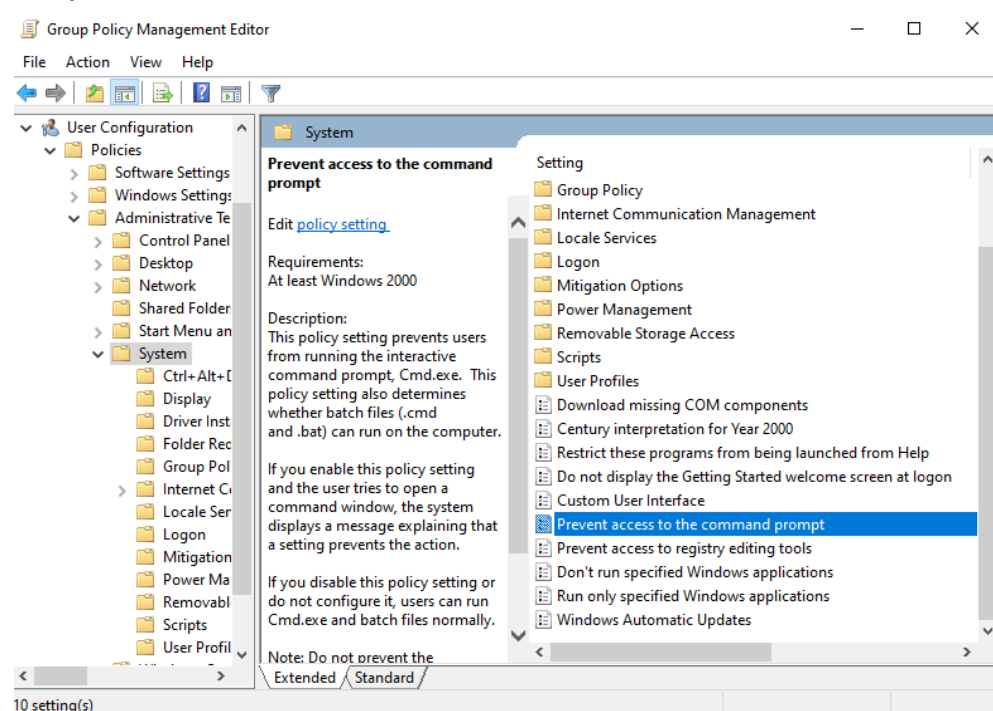 Group Policy Management Editor
File Action View Help
User Configuration
Policies
Software Settings
Windows Settings
Administrative Te
Control Panel
Desktop
Network
Shared Folder
Start Menu an
System
Ctrl+Alt+D
Display
Driver Inst
Folder Red
Group Pol
Internet Co
Locale Ser
Logon
Mitigation
Power Ma
Removabl
Scripts
User Profil
System
Prevent access to the command
prompt
Edit policy setting
Requirements:
At least Windows 2000
Description:
This policy setting prevents users
from running the interactive
command prompt, Cmd.exe. This
policy setting also determines
whether batch files (.cmd
and .bat) can run on the computer.
If you enable this policy setting
and the user tries to open a
command window, the system
displays a message explaining that
a setting prevents the action.
If you disable this policy setting or
do not configure it, users can run
Cmd.exe and batch files normally.
Note: Do not prevent the
Setting
Group Policy
Internet Communication Management
Locale Services
Logon
Mitigation Options
Power Management
Removable Storage Access
Scripts
User Profiles
Download missing COM components
Century interpretation for Year 2000
Restrict these programs from being launched from Help
Do not display the Getting Started welcome screen at logon
Custom User Interface
Prevent access to the command prompt
Prevent access to registry editing tools
Don't run specified Windows applications
Run only specified Windows applications
Windows Automatic Updates
Extended Standard
10 setting(s)